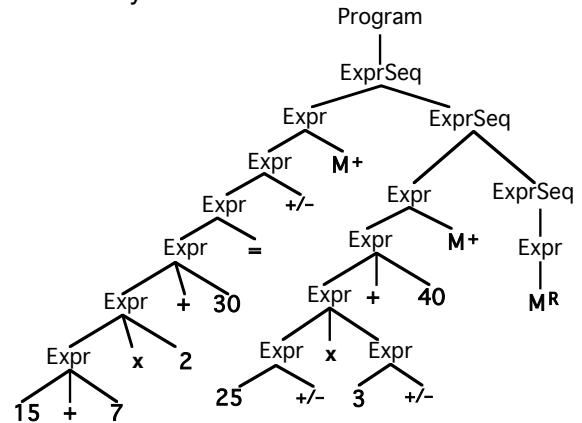 Program
ExprSeq
Expr ExprSeq
Expr M+ Expr ExprSeq
Expr +/- Expr M+ Expr
Expr = Expr + 40 MR
Expr + 30 Expr x Expr
Expr x 2 25 +/- 3 +/-
15 + 7